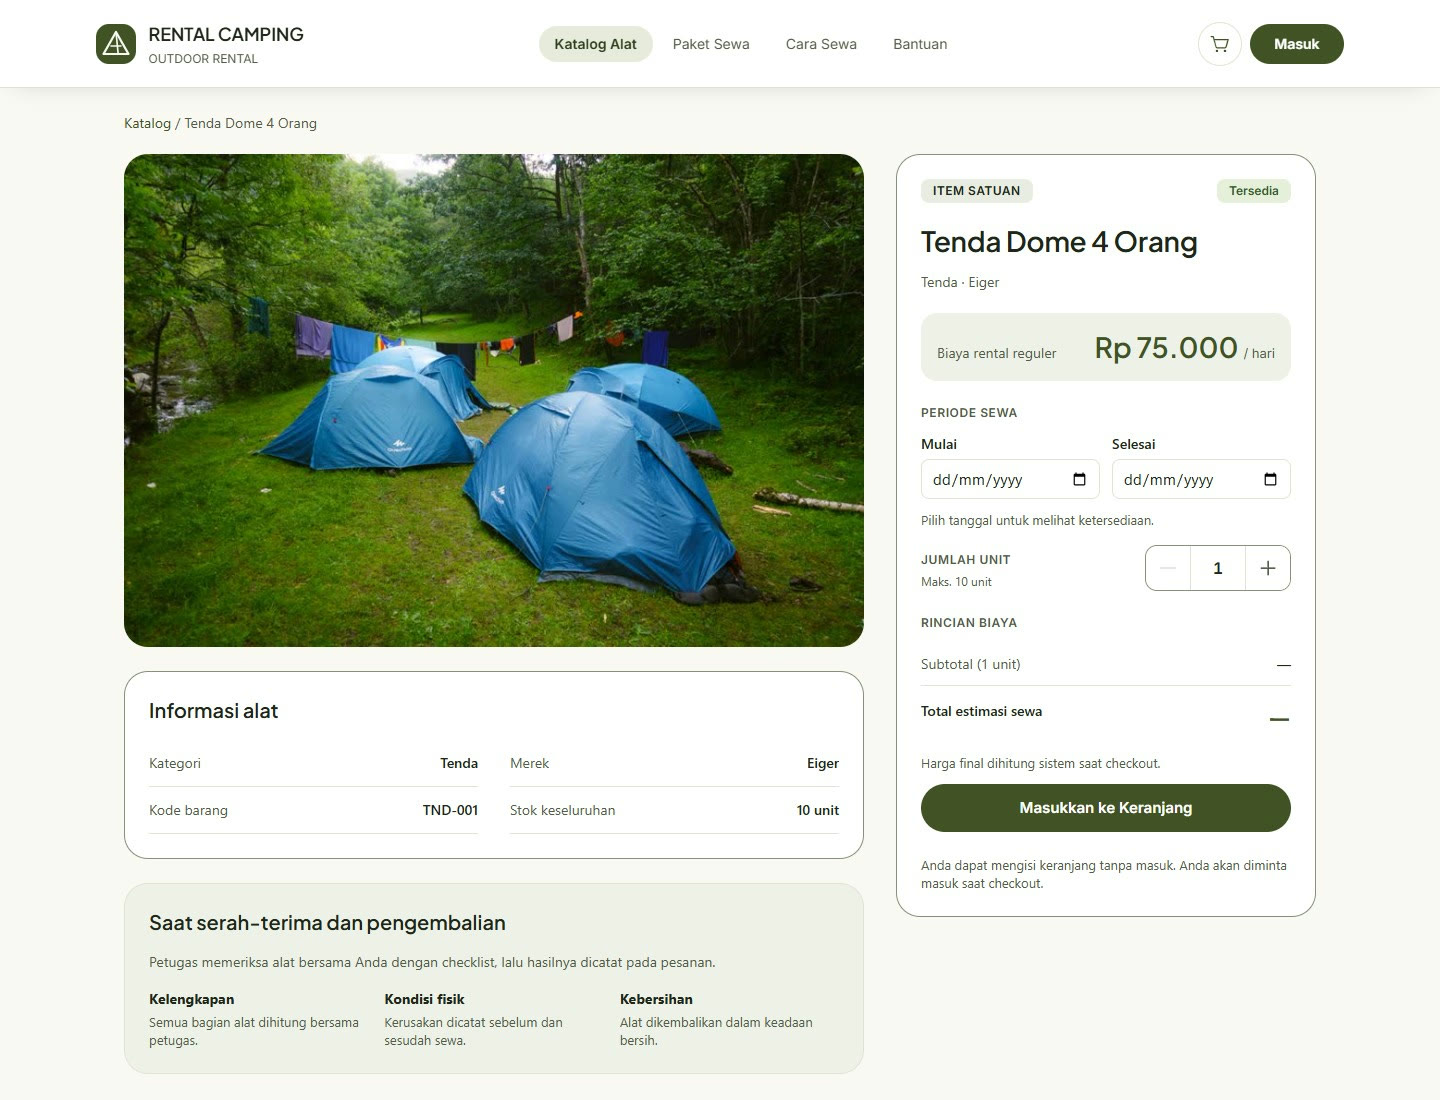 RENTAL CAMPING
OUTDOOR RENTAL
Katalog Alat
Paket Sewa
Cara Sewa
Bantuan
Masuk
Katalog / Tenda Dome 4 Orang
ITEM SATUAN
Tersedia
Tenda Dome 4 Orang
Tenda · Eiger
Biaya rental reguler
Rp 75.000 / hari
PERIODE SEWA
Mulai
Selesai
dd/mm/yyyy
dd/mm/yyyy
Pilih tanggal untuk melihat ketersediaan.
JUMLAH UNIT
Maks. 10 unit
— 1 +
RINCIAN BIAYA
Subtotal (1 unit) —
Total estimasi sewa —
Harga final dihitung sistem saat checkout.
Masukkan ke Keranjang
Anda dapat mengisi keranjang tanpa masuk. Anda akan diminta
masuk saat checkout.
Informasi alat
Kategori Tenda
Merek Eiger
Kode barang TND-001
Stok keseluruhan 10 unit
Saat serah-terima dan pengembalian
Petugas memeriksa alat bersama Anda dengan checklist, lalu hasilnya dicatat pada pesanan.
Kelengkapan
Semua bagian alat dihitung bersama
petugas.
Kondisi fisik
Kerusakan dicatat sebelum dan
sesudah sewa.
Kebersihan
Alat dikembalikan dalam keadaan
bersih.